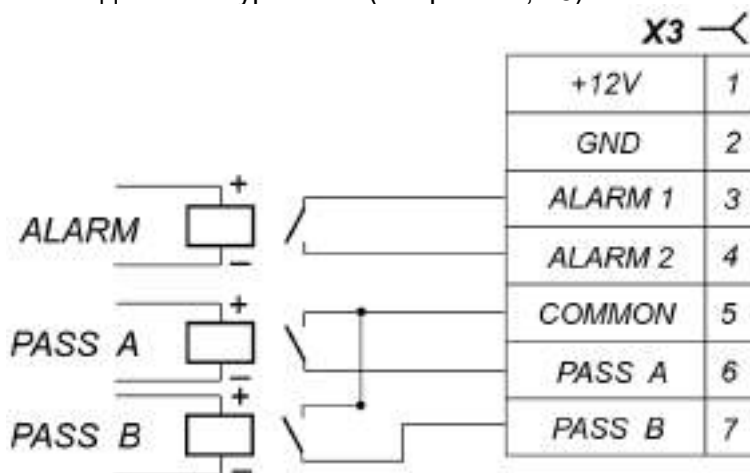 X3
+12V 1
GND 2
+
ALARM
ALARM 1 3
−
ALARM 2 4
+
COMMON 5
PASS A
PASS A 6
−
+
PASS B
PASS B 7
−